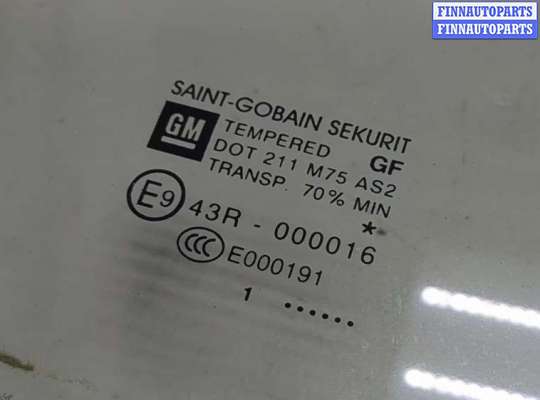 FINNAUTOPARTS
FINNAUTOPARTS
SAINT-GOBAIN SEKURIT
GM TEMPERED GF
DOT 211 M75 AS2
TRANSP. 70% MIN
E9 43R - 000016 *
CCC E000191
1 ......